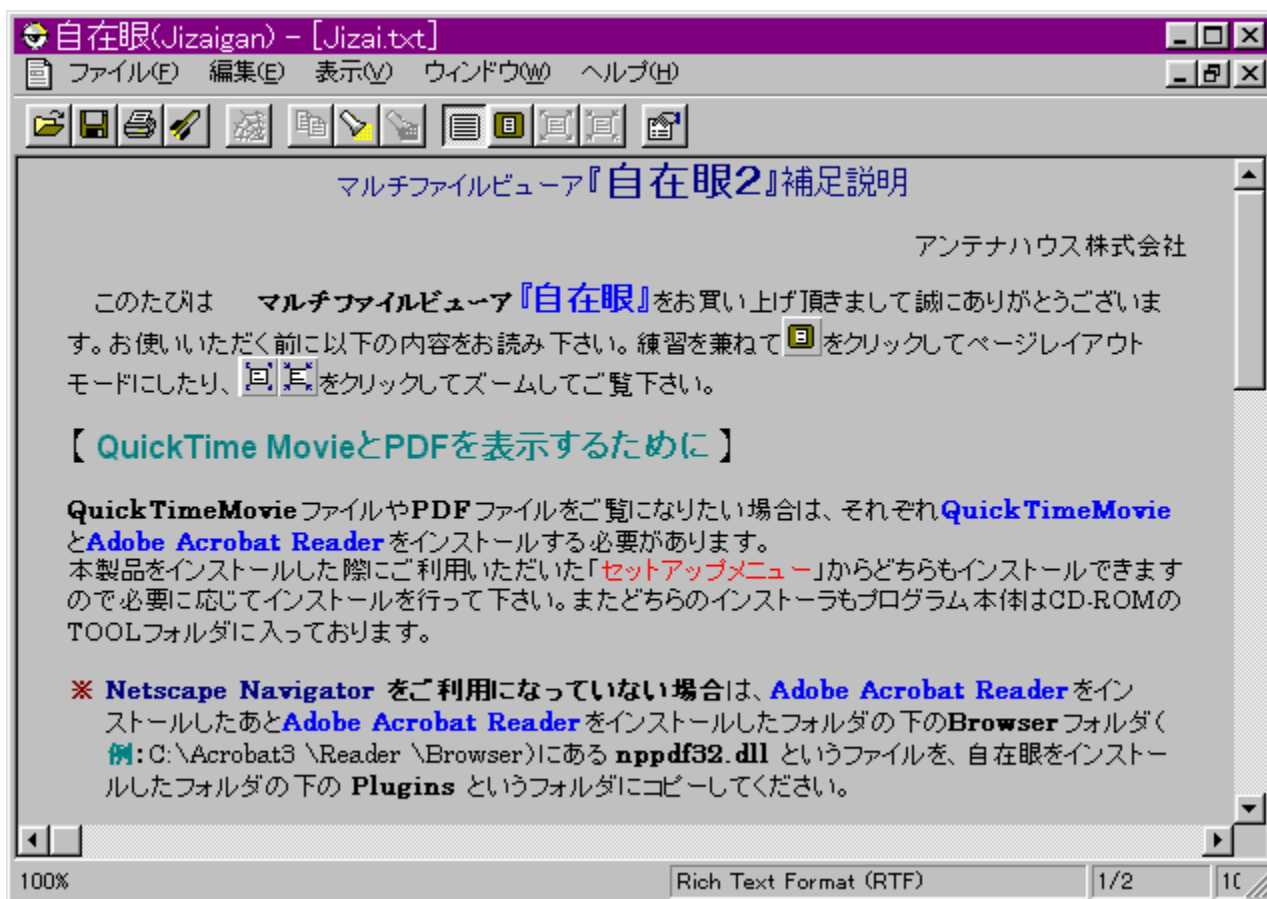 自在眼(Jizaigan) - [Jizai.txt]
ファイル(F) 編集(E) 表示(V) ウィンドウ(W) ヘルプ(H)
マルチファイルビューア『自在眼2』補足説明
アンテナハウス株式会社
このたびは マルチファイルビューア『自在眼』をお買い上げ頂きまして誠にありがとうございま
す。お使いいただく前に以下の内容をお読み下さい。練習を兼ねて をクリックしてページレイアウト
モードにしたり、 をクリックしてズームしてご覧下さい。
【 QuickTime MovieとPDFを表示するために 】
QuickTimeMovieファイルやPDFファイルをご覧になりたい場合は、それぞれQuickTimeMovie
とAdobe Acrobat Readerをインストールする必要があります。
本製品をインストールした際にご利用いただいた「セットアップメニュー」からどちらもインストールできます
ので必要に応じてインストールを行って下さい。またどちらのインストーラもプログラム本体はCD-ROMの
TOOLフォルダに入っております。
※ Netscape Navigator をご利用になっていない場合は、Adobe Acrobat Readerをイン
ストールしたあとAdobe Acrobat Readerをインストールしたフォルダの下のBrowserフォルダ(
例:C:\Acrobat3 \Reader \Browser)にある nppdf32.dll というファイルを、自在眼をインストー
ルしたフォルダの下の Plugins というフォルダにコピーしてください。
100% Rich Text Format (RTF) 1/2